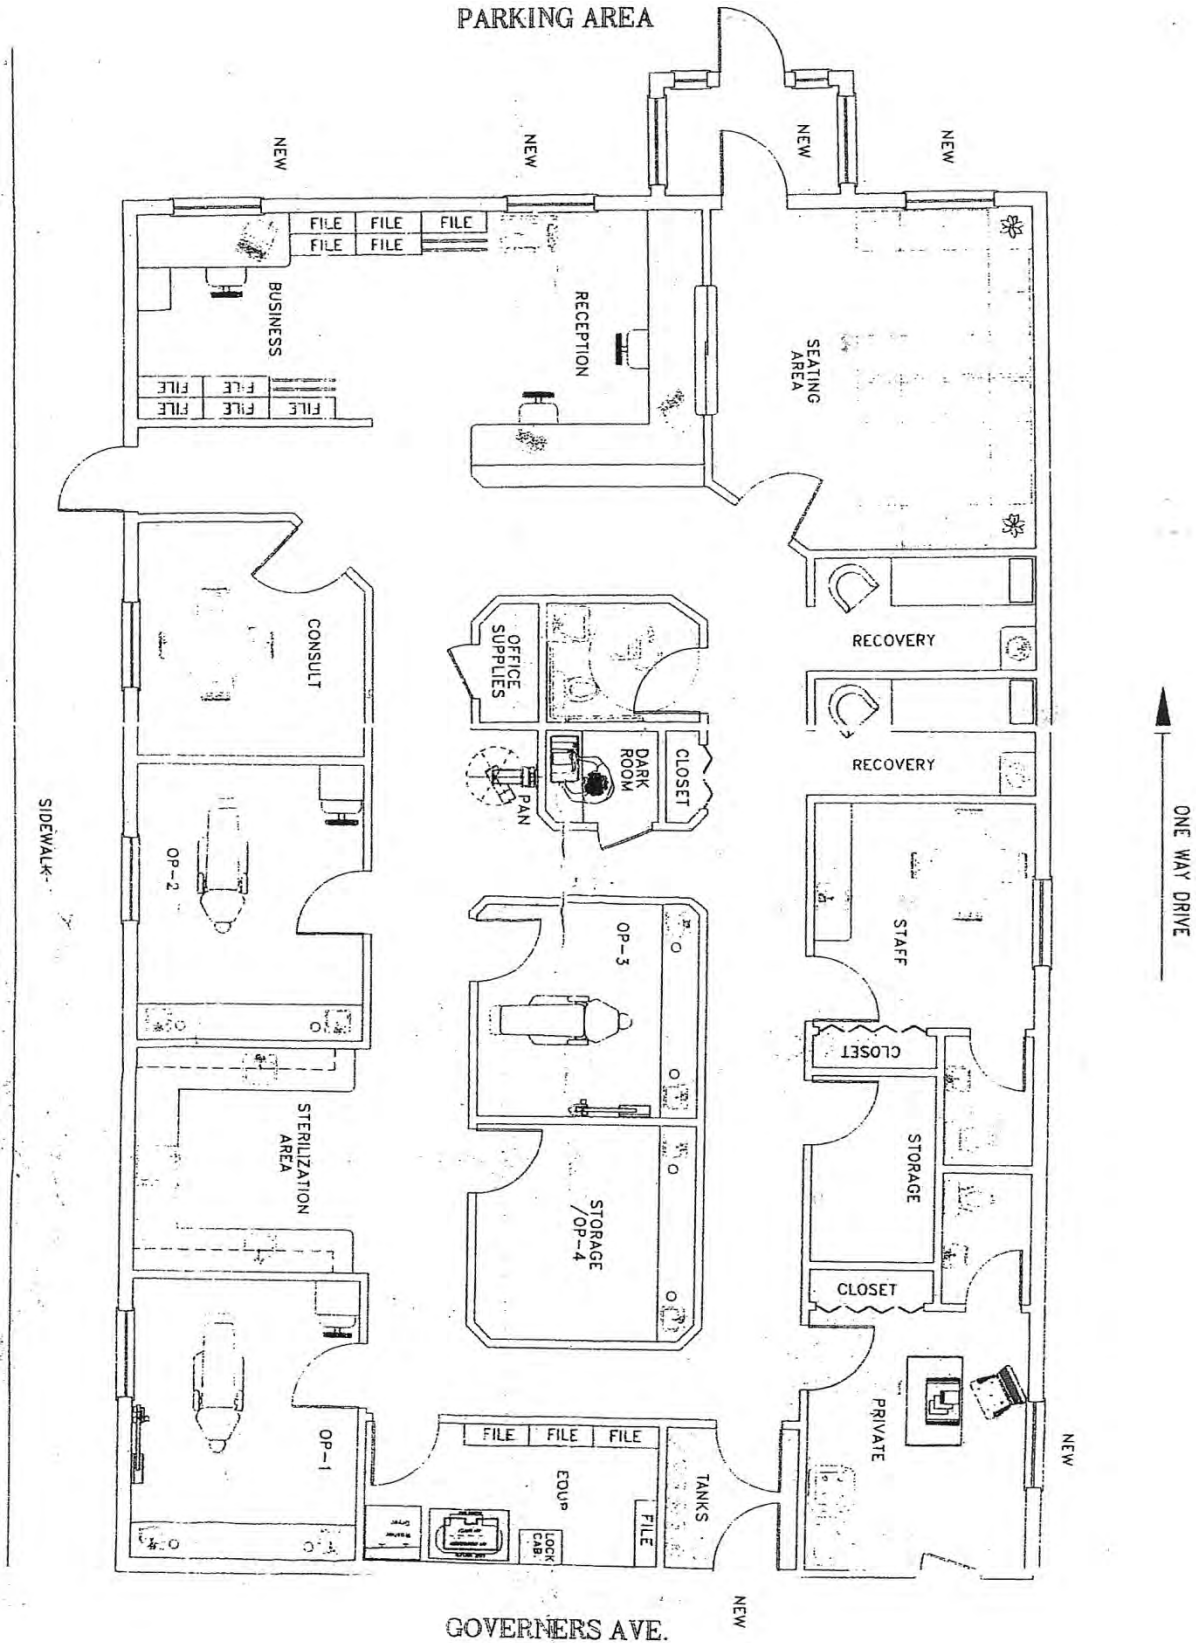 PARKING AREA
NEW
NEW
NEW
NEW
FILE FILE FILE
FILE FILE
BUSINESS
RECEPTION
SEATING
AREA
FILE FILE
FILE FILE FILE
CONSULT
OFFICE
SUPPLIES
RECOVERY
RECOVERY
DARK
ROOM
CLOSET
PAN
ONE WAY DRIVE
SIDEWALK
OP-2
OP-3
STAFF
CLOSET
STERILIZATION
AREA
STORAGE
/OP-4
STORAGE
CLOSET
OP-1
PRIVATE
NEW
FILE FILE FILE
EQUP
TANKS
FILE
LOCK
CAB
Washer
Dryer
NEW
GOVERNERS AVE.